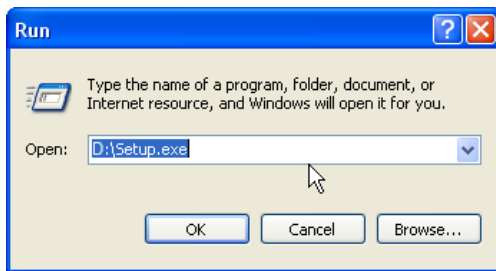 Run
Type the name of a program, folder, document, or
Internet resource, and Windows will open it for you.
Open: D:\Setup.exe
OK Cancel Browse...